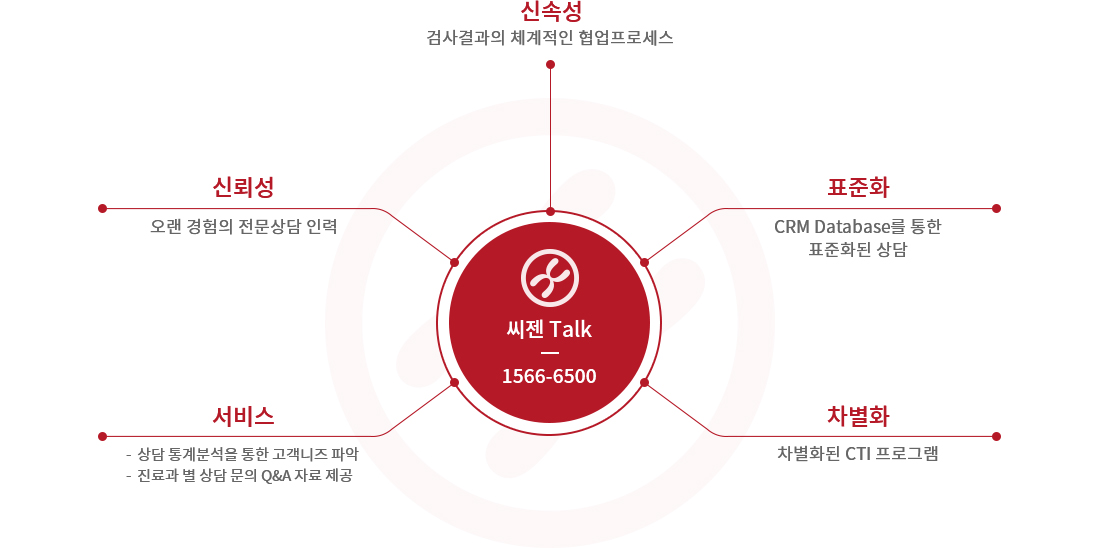 신속성
검사결과의 체계적인 협업프로세스
신뢰성
오랜 경험의 전문상담 인력
표준화
CRM Database를 통한
표준화된 상담
씨젠 Talk
1566-6500
서비스
- 상담 통계분석을 통한 고객니즈 파악
- 진료과 별 상담 문의 Q&A 자료 제공
차별화
차별화된 CTI 프로그램